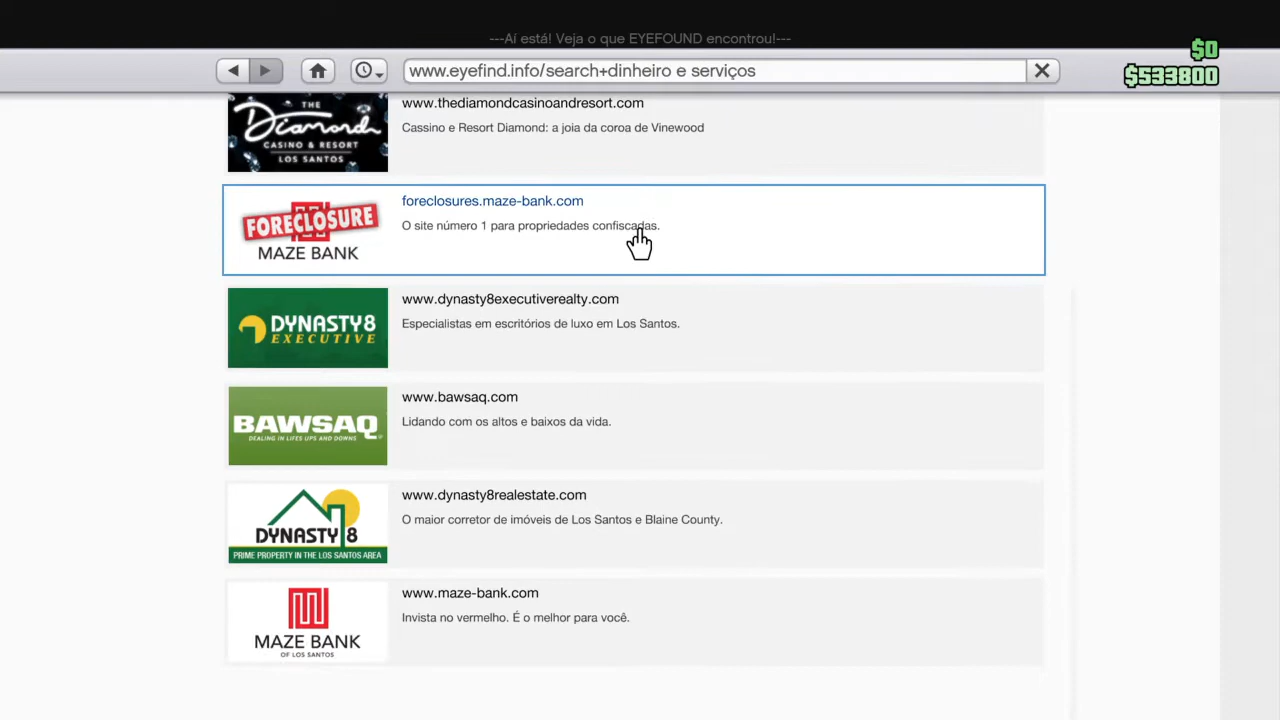 ---Aí está! Veja o que EYEFOUND encontrou!---
$0
www.eyefind.info/search+dinheiro e serviços
$533800
THE
Diamond
CASINO & RESORT
LOS SANTOS
www.thediamondcasinoandresort.com
Cassino e Resort Diamond: a joia da coroa de Vinewood
FORECLOSURE
MAZE BANK
foreclosures.maze-bank.com
O site número 1 para propriedades confiscadas.
DYNASTY8
EXECUTIVE
www.dynasty8executiverealty.com
Especialistas em escritórios de luxo em Los Santos.
BAWSAQ
DEALING IN LIFES UPS AND DOWNS
www.bawsaq.com
Lidando com os altos e baixos da vida.
DYNASTY 8
PRIME PROPERTY IN THE LOS SANTOS AREA
www.dynasty8realestate.com
O maior corretor de imóveis de Los Santos e Blaine County.
MAZE BANK
OF LOS SANTOS
www.maze-bank.com
Invista no vermelho. É o melhor para você.